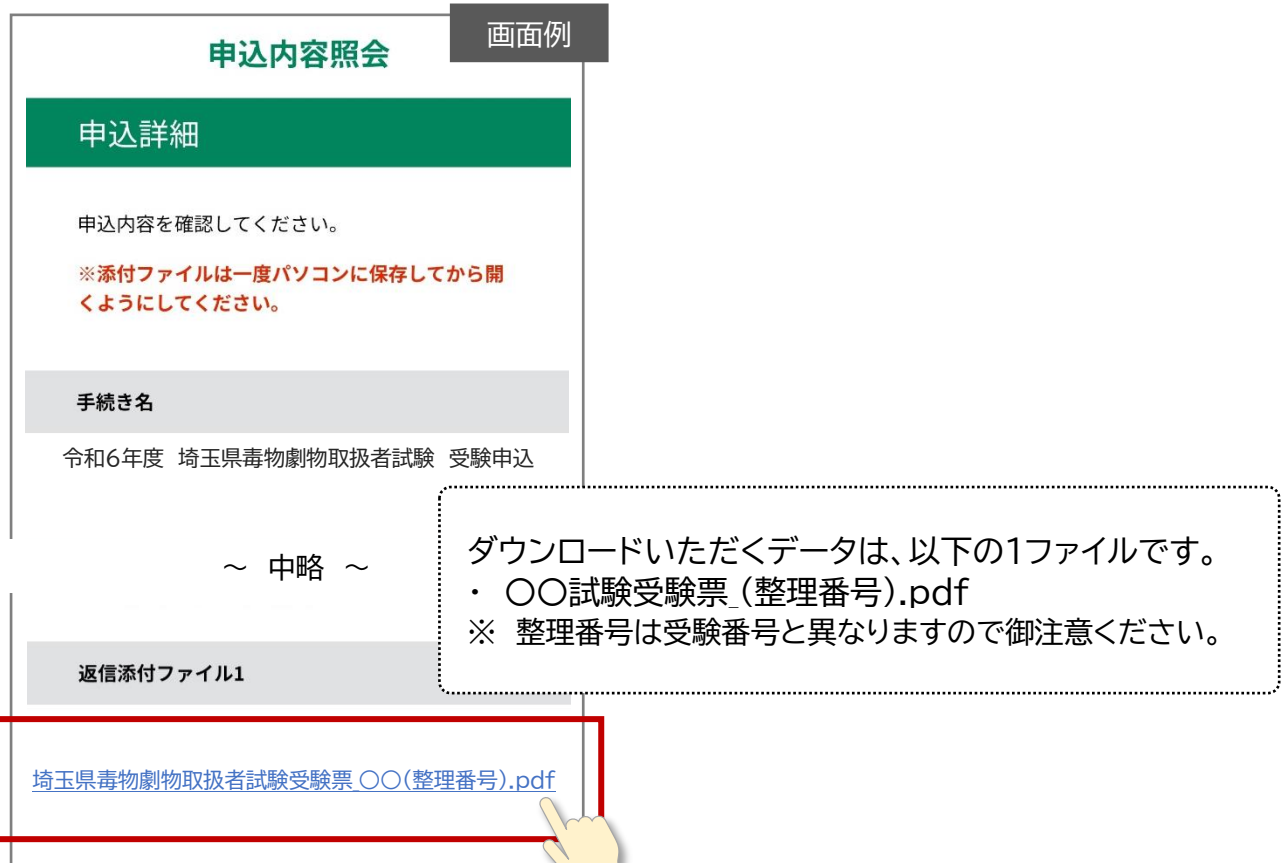 画面例
申込内容照会
申込詳細
申込内容を確認してください。
※添付ファイルは一度パソコンに保存してから開
くようにしてください。
手続き名
令和6年度 埼玉県毒物劇物取扱者試験 受験申込
～ 中略 ～
ダウンロードいただくデータは、以下の1ファイルです。
・ 〇〇試験受験票_(整理番号).pdf
※ 整理番号は受験番号と異なりますので御注意ください。
返信添付ファイル1
埼玉県毒物劇物取扱者試験受験票_〇〇(整理番号).pdf